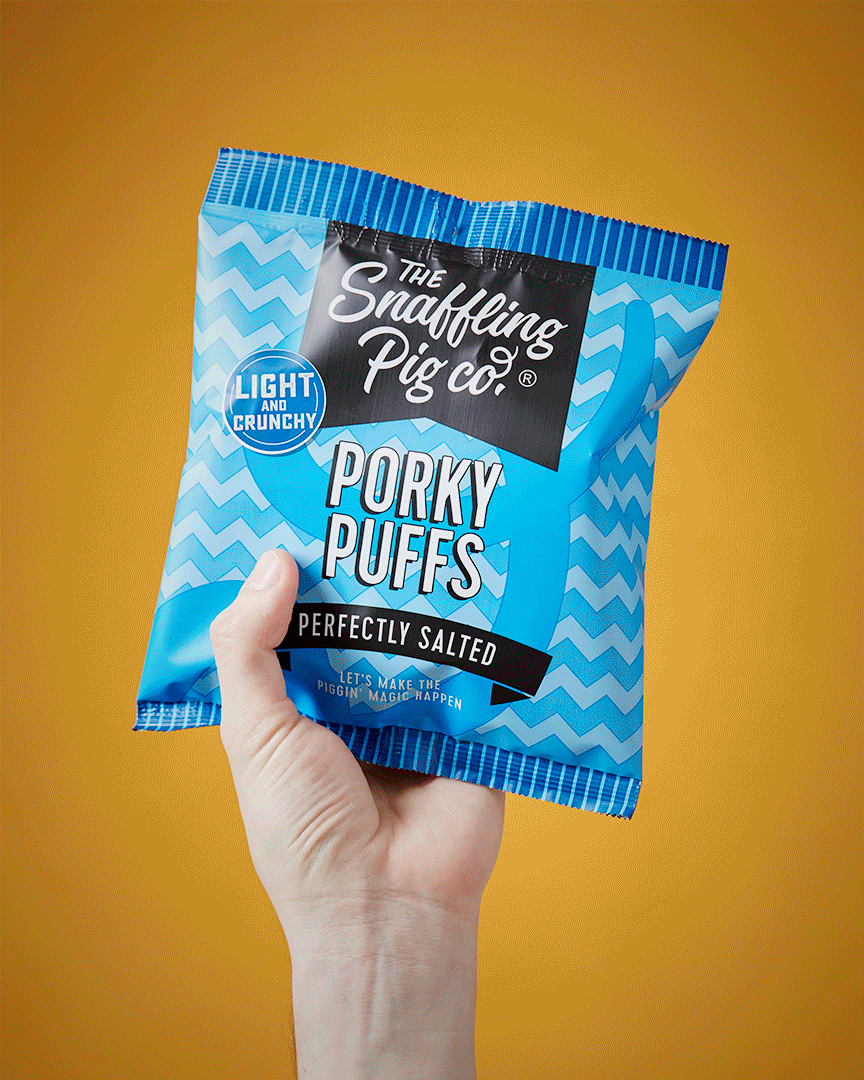 THE
Snaffling
Pig co.®
LIGHT
AND
CRUNCHY
PORKY
PUFFS
PERFECTLY SALTED
LET'S MAKE THE
PIGGIN' MAGIC HAPPEN